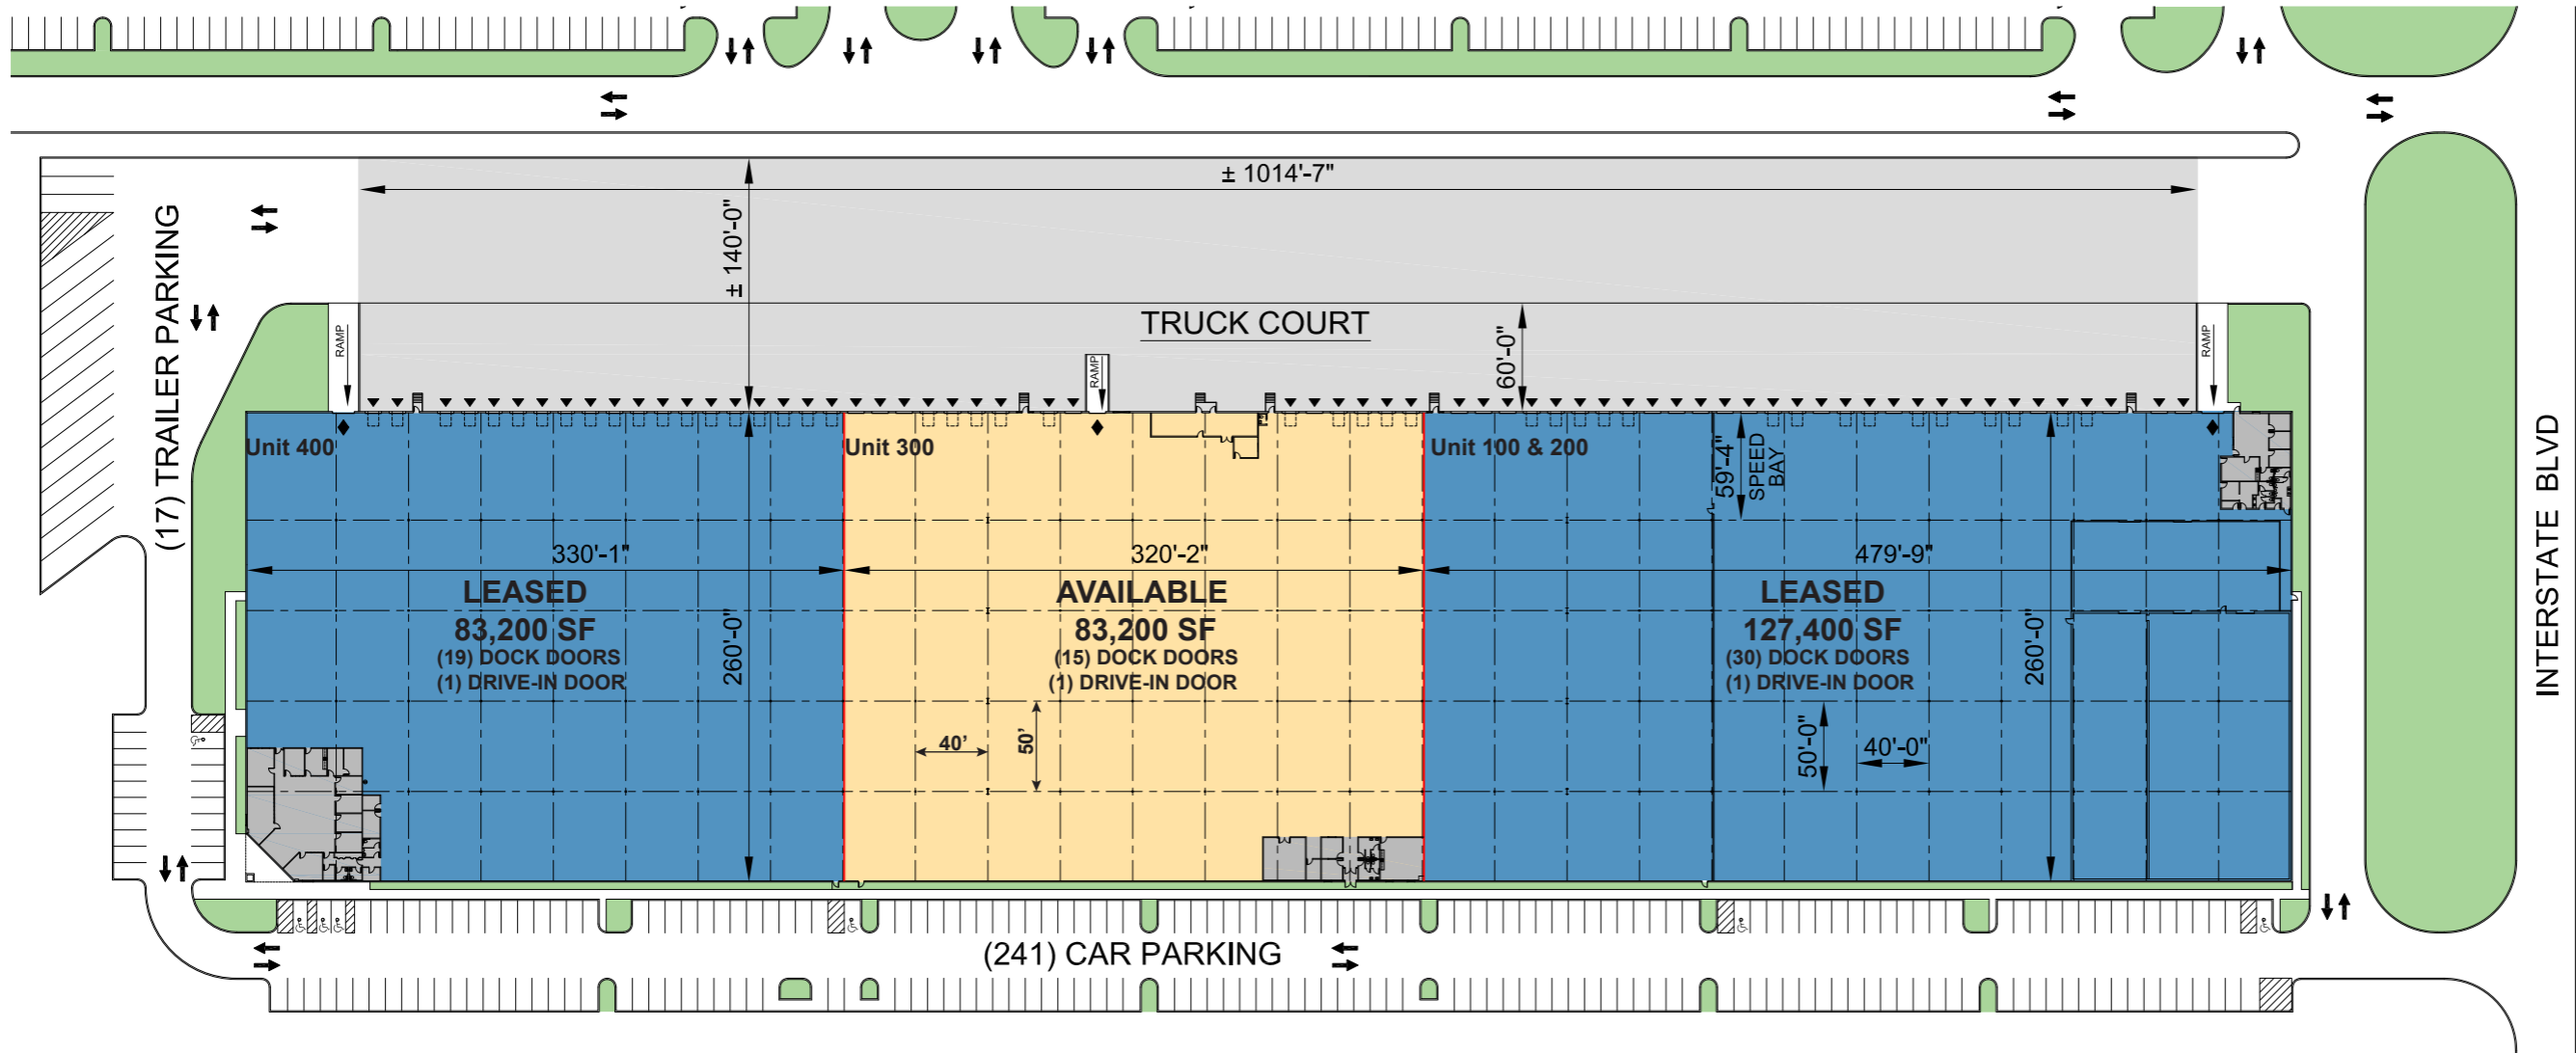 ± 1014'-7"
± 140'-0"
(17) TRAILER PARKING
RAMP
TRUCK COURT
RAMP
60'-0"
RAMP
Unit 400
Unit 300
Unit 100 & 200
59'-4"
SPEED
BAY
INTERSTATE BLVD
330'-1"
320'-2"
479'-9"
LEASED
83,200 SF
(19) DOCK DOORS
(1) DRIVE-IN DOOR
260'-0"
AVAILABLE
83,200 SF
(15) DOCK DOORS
(1) DRIVE-IN DOOR
LEASED
127,400 SF
(30) DOCK DOORS
(1) DRIVE-IN DOOR
260'-0"
40'
50'
50'-0"
40'-0"
(241) CAR PARKING